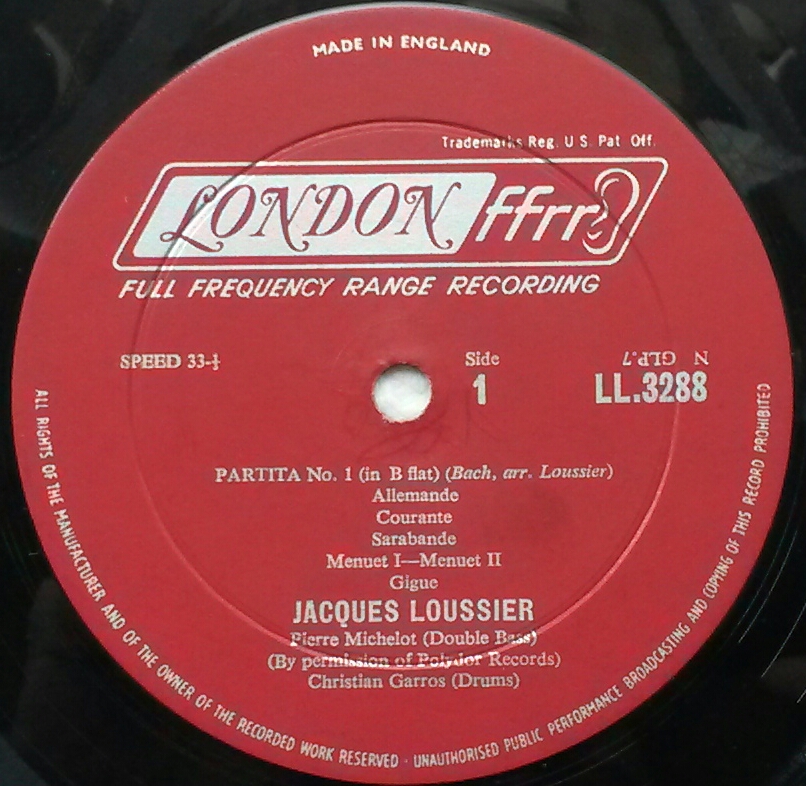 MADE IN ENGLAND
Trademarks Reg. U S. Pat Off.
LONDON ffrr
FULL FREQUENCY RANGE RECORDING
SPEED 33-⅓
Side
1
N GLP.7
LL.3288
PARTITA No. 1 (in B flat) (Bach, arr. Loussier)
Allemande
Courante
Sarabande
Menuet I—Menuet II
Gigue
JACQUES LOUSSIER
Pierre Michelot (Double Bass)
(By permission of Polydor Records)
Christian Garros (Drums)
ALL RIGHTS OF THE MANUFACTURER AND OF THE OWNER OF THE RECORDED WORK RESERVED · UNAUTHORISED PUBLIC PERFORMANCE BROADCASTING AND COPYING OF THIS RECORD PROHIBITED